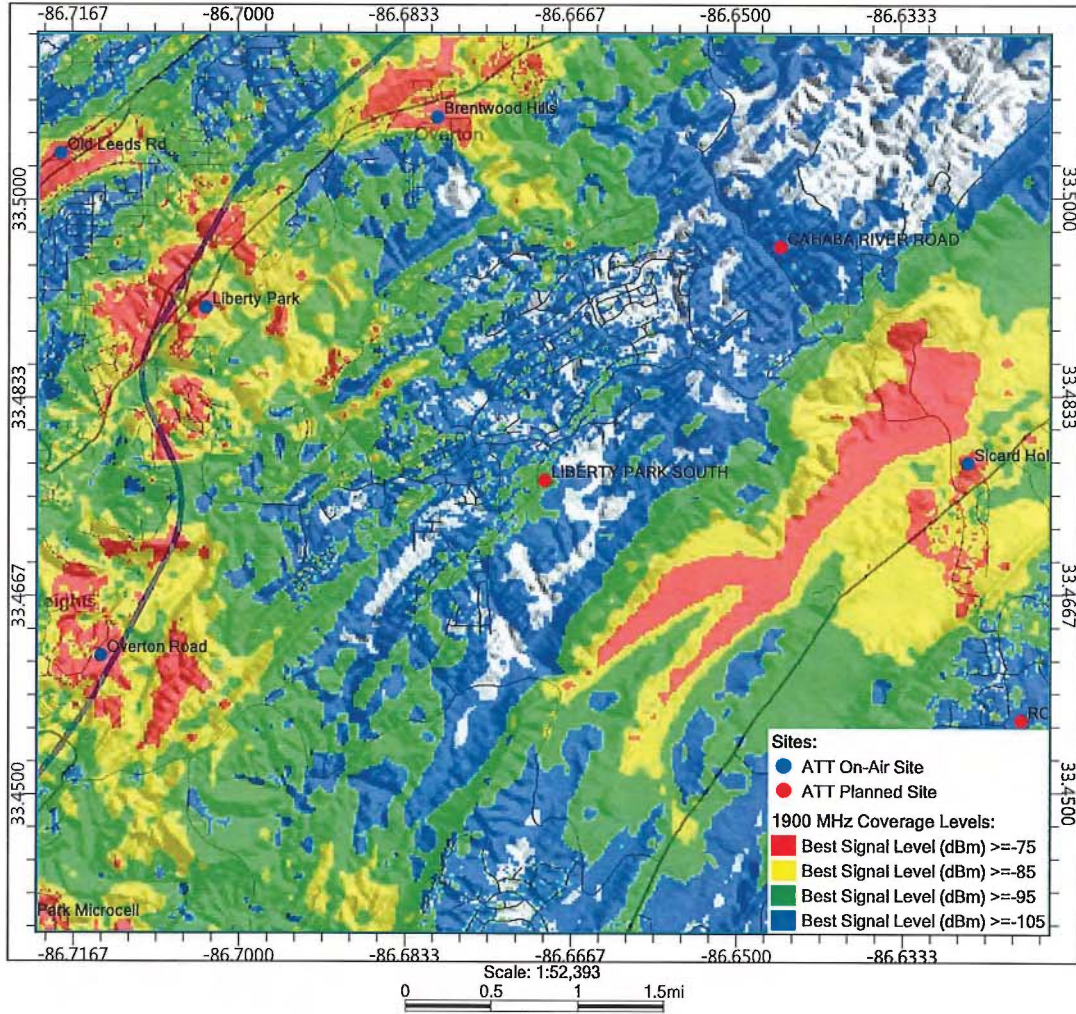 -86.7167 -86.7000 -86.6833 -86.6667 -86.6500 -86.6333
Brentwood Hills
Overton
Old Leeds Rd
33.5000
33.5000
CAHABA RIVER ROAD
Liberty Park
33.4833
33.4833
Sicard Hol
LIBERTY PARK SOUTH
33.4667
33.4667
eights
Overton Road
RO
33.4500
33.4500
Sites:
ATT On-Air Site
ATT Planned Site
1900 MHz Coverage Levels:
Best Signal Level (dBm) >=-75
Best Signal Level (dBm) >=-85
Best Signal Level (dBm) >=-95
Best Signal Level (dBm) >=-105
Park Microcell
-86.7167 -86.7000 -86.6833 -86.6667 -86.6500 -86.6333
Scale: 1:52,393
0 0.5 1 1.5mi